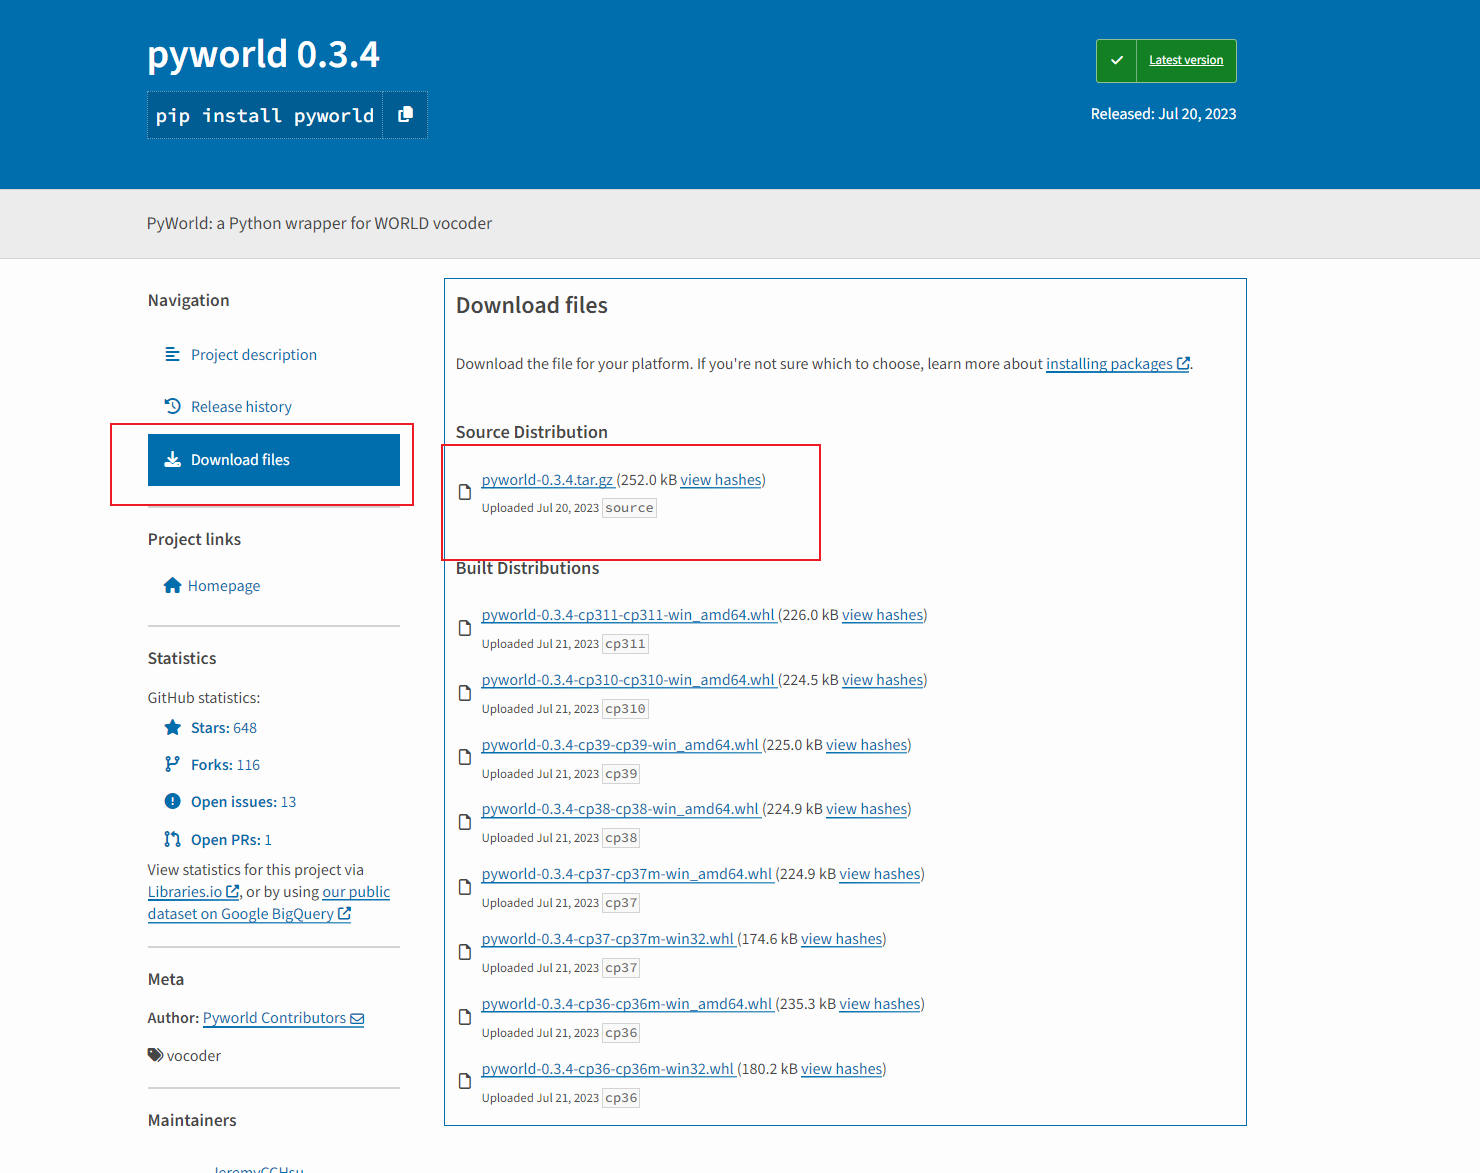 pyworld 0.3.4
pip install pyworld
Latest version
Released: Jul 20, 2023
PyWorld: a Python wrapper for WORLD vocoder
Navigation
Project description
Release history
Download files
Project links
Homepage
Statistics
GitHub statistics:
Stars: 648
Forks: 116
Open issues: 13
Open PRs: 1
View statistics for this project via
Libraries.io, or by using our public
dataset on Google BigQuery
Meta
Author: Pyworld Contributors
vocoder
Maintainers
JeremyCCHsu
Download files
Download the file for your platform. If you're not sure which to choose, learn more about installing packages.
Source Distribution
pyworld-0.3.4.tar.gz (252.0 kB view hashes)
Uploaded Jul 20, 2023 source
Built Distributions
pyworld-0.3.4-cp311-cp311-win_amd64.whl (226.0 kB view hashes)
Uploaded Jul 21, 2023 cp311
pyworld-0.3.4-cp310-cp310-win_amd64.whl (224.5 kB view hashes)
Uploaded Jul 21, 2023 cp310
pyworld-0.3.4-cp39-cp39-win_amd64.whl (225.0 kB view hashes)
Uploaded Jul 21, 2023 cp39
pyworld-0.3.4-cp38-cp38-win_amd64.whl (224.9 kB view hashes)
Uploaded Jul 21, 2023 cp38
pyworld-0.3.4-cp37-cp37m-win_amd64.whl (224.9 kB view hashes)
Uploaded Jul 21, 2023 cp37
pyworld-0.3.4-cp37-cp37m-win32.whl (174.6 kB view hashes)
Uploaded Jul 21, 2023 cp37
pyworld-0.3.4-cp36-cp36m-win_amd64.whl (235.3 kB view hashes)
Uploaded Jul 21, 2023 cp36
pyworld-0.3.4-cp36-cp36m-win32.whl (180.2 kB view hashes)
Uploaded Jul 21, 2023 cp36